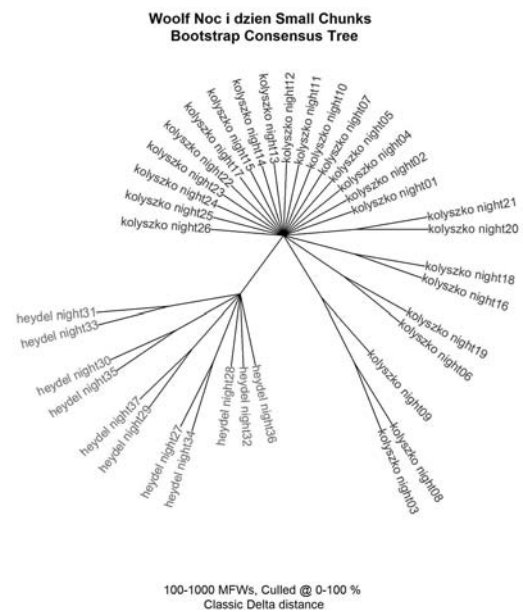 Woolf Noc i dzien Small Chunks
Bootstrap Consensus Tree
kolyszko night12
kolyszko night11
kolyszko night10
kolyszko night07
kolyszko night05
kolyszko night04
kolyszko night02
kolyszko night01
kolyszko night21
kolyszko night20
kolyszko night18
kolyszko night16
kolyszko night19
kolyszko night06
kolyszko night09
kolyszko night08
kolyszko night03
kolyszko night13
kolyszko night14
kolyszko night15
kolyszko night17
kolyszko night22
kolyszko night23
kolyszko night24
kolyszko night25
kolyszko night26
heydel night31
heydel night33
heydel night30
heydel night35
heydel night37
heydel night29
heydel night27
heydel night34
heydel night28
heydel night32
heydel night36
100-1000 MFWs, Culled @ 0-100 %
Classic Delta distance